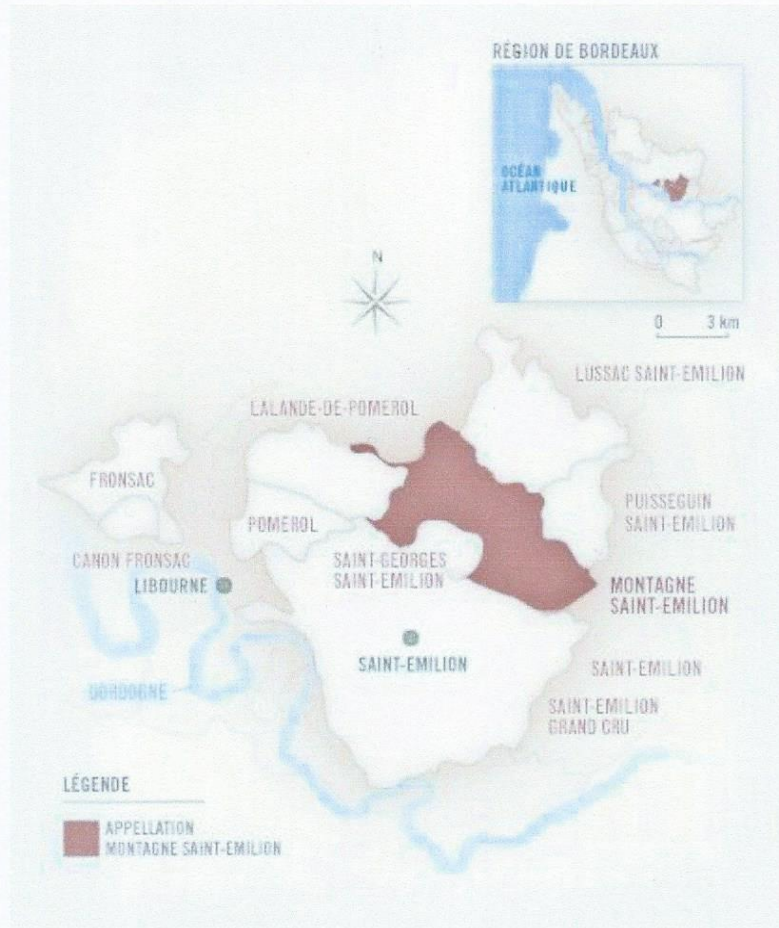 RÉGION DE BORDEAUX
OCÉAN
ATLANTIQUE
N
0 3 km
LUSSAC SAINT-EMILION
LALANDE-DE-POMEROL
FRONSAC
PUISSEGUIN
SAINT-EMILION
POMEROL
CANON FRONSAC
SAINT-GEORGES
SAINT-EMILION
LIBOURNE
MONTAGNE
SAINT-EMILION
SAINT-EMILION
SAINT-EMILION
DORDOGNE
SAINT-EMILION
GRAND CRU
LÉGENDE
APPELLATION
MONTAGNE SAINT-EMILION